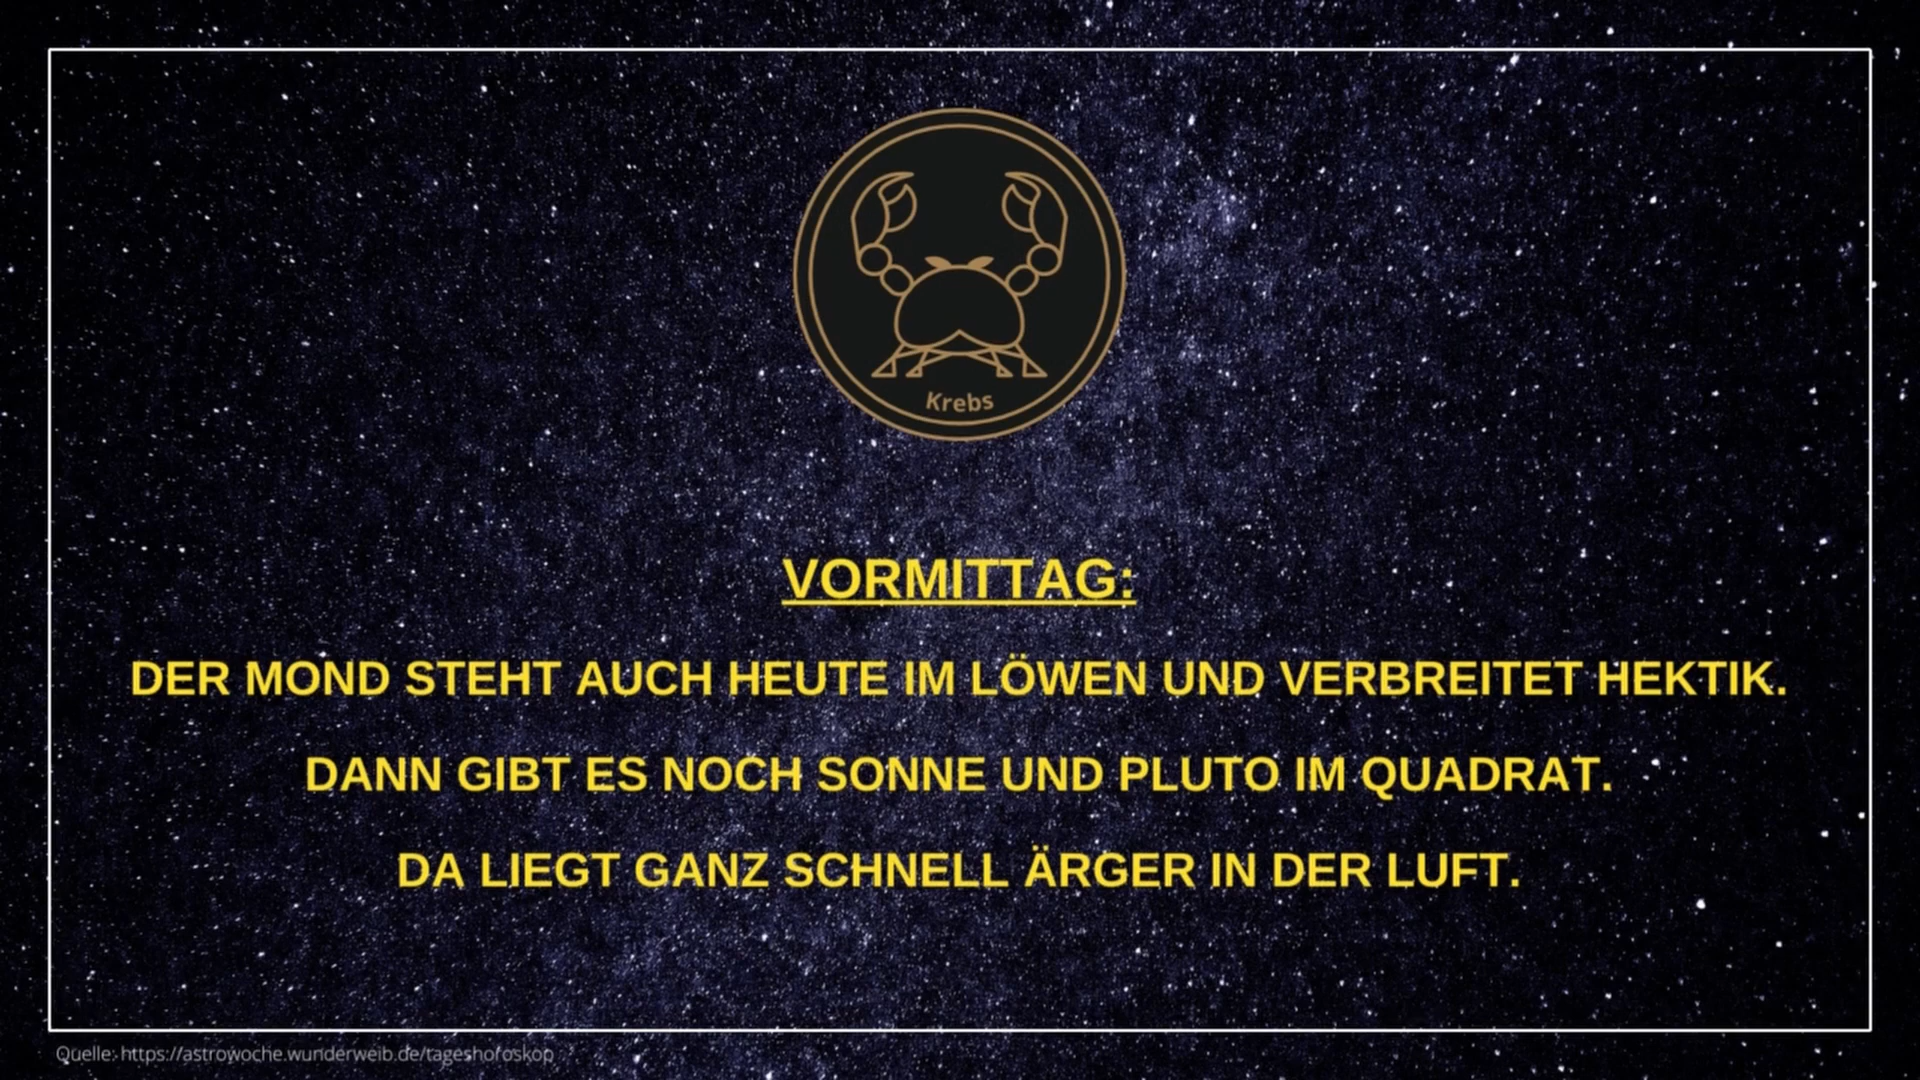 Krebs
VORMITTAG:
DER MOND STEHT AUCH HEUTE IM LÖWEN UND VERBREITET HEKTIK.
DANN GIBT ES NOCH SONNE UND PLUTO IM QUADRAT.
DA LIEGT GANZ SCHNELL ÄRGER IN DER LUFT.
Quelle: https://astrowoche.wunderweib.de/tageshoroskop